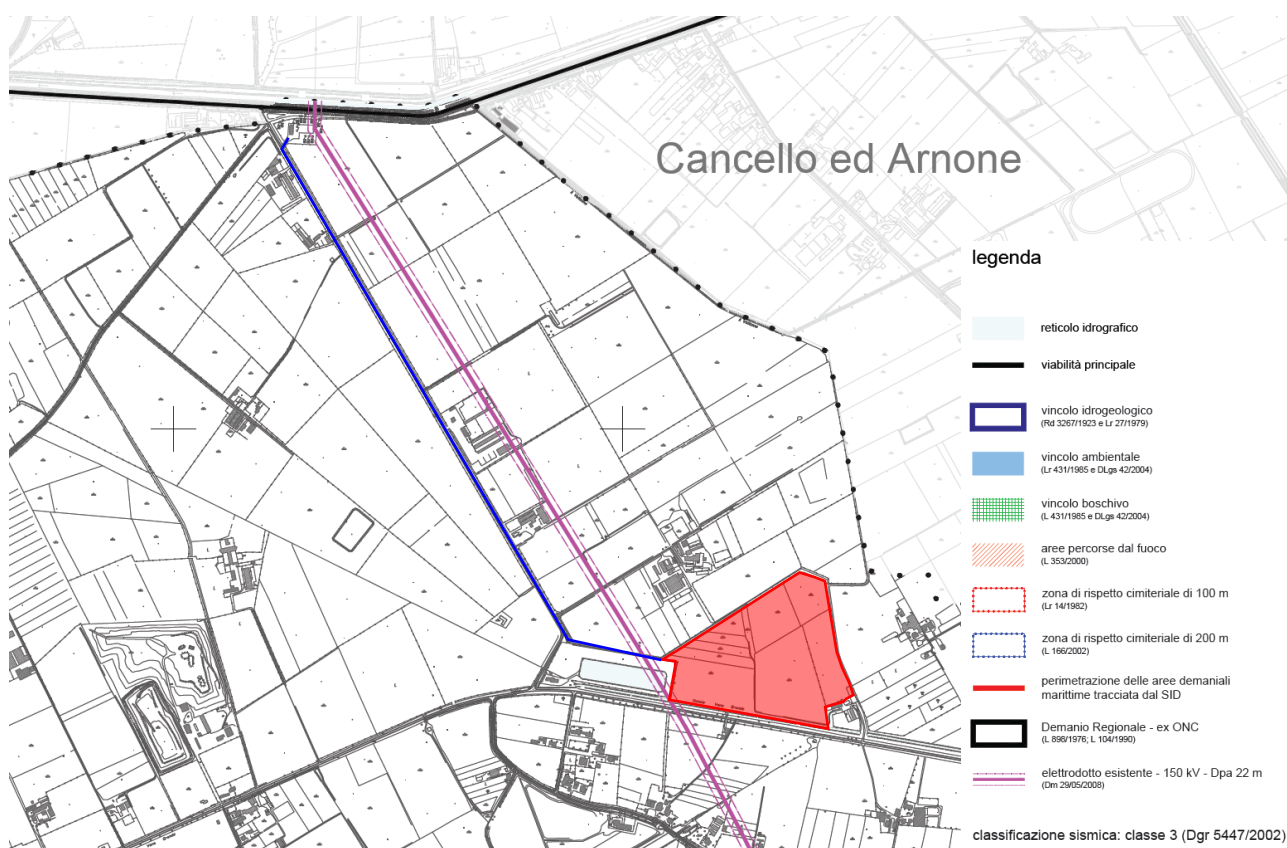 Cancello ed Arnone
legenda
reticolo idrografico
viabilità principale
vincolo idrogeologico
(Rd 3267/1923 e Lr 27/1979)
vincolo ambientale
(Lr 431/1985 e DLgs 42/2004)
vincolo boschivo
(L 431/1985 e DLgs 42/2004)
aree percorse dal fuoco
(L 353/2000)
zona di rispetto cimiteriale di 100 m
(Lr 14/1982)
zona di rispetto cimiteriale di 200 m
(L 166/2002)
perimetrazione delle aree demaniali
marittime tracciata dal SID
Demanio Regionale - ex ONC
(L 898/1976; L 104/1990)
elettrodotto esistente - 150 kV - Dpa 22 m
(Dm 29/05/2008)
classificazione sismica: classe 3 (Dgr 5447/2002)